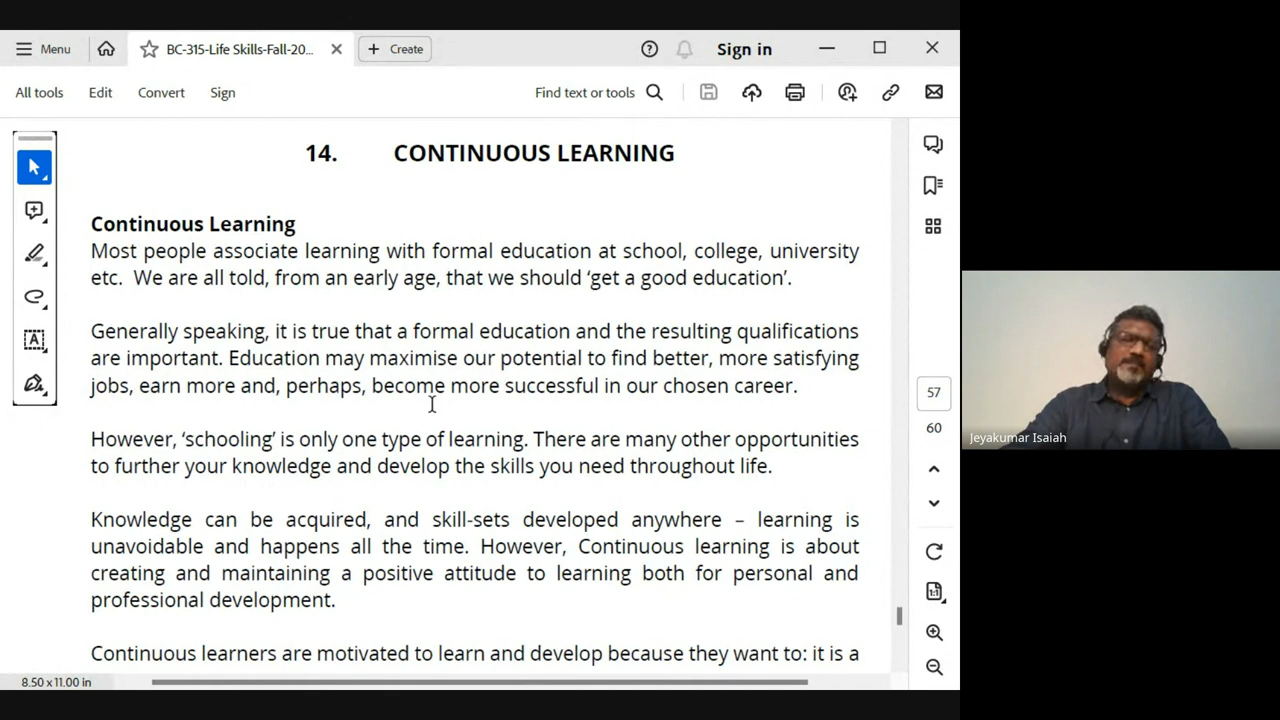 Menu
BC-315-Life Skills-Fall-20...
Create
Sign in
All tools
Edit
Convert
Sign
Find text or tools
14. CONTINUOUS LEARNING
Continuous Learning
Most people associate learning with formal education at school, college, university
etc. We are all told, from an early age, that we should ‘get a good education’.
Generally speaking, it is true that a formal education and the resulting qualifications
are important. Education may maximise our potential to find better, more satisfying
jobs, earn more and, perhaps, become more successful in our chosen career.
However, ‘schooling’ is only one type of learning. There are many other opportunities
to further your knowledge and develop the skills you need throughout life.
Knowledge can be acquired, and skill-sets developed anywhere – learning is
unavoidable and happens all the time. However, Continuous learning is about
creating and maintaining a positive attitude to learning both for personal and
professional development.
Continuous learners are motivated to learn and develop because they want to: it is a
57
60
1:1
8.50 x 11.00 in
Jeyakumar Isaiah